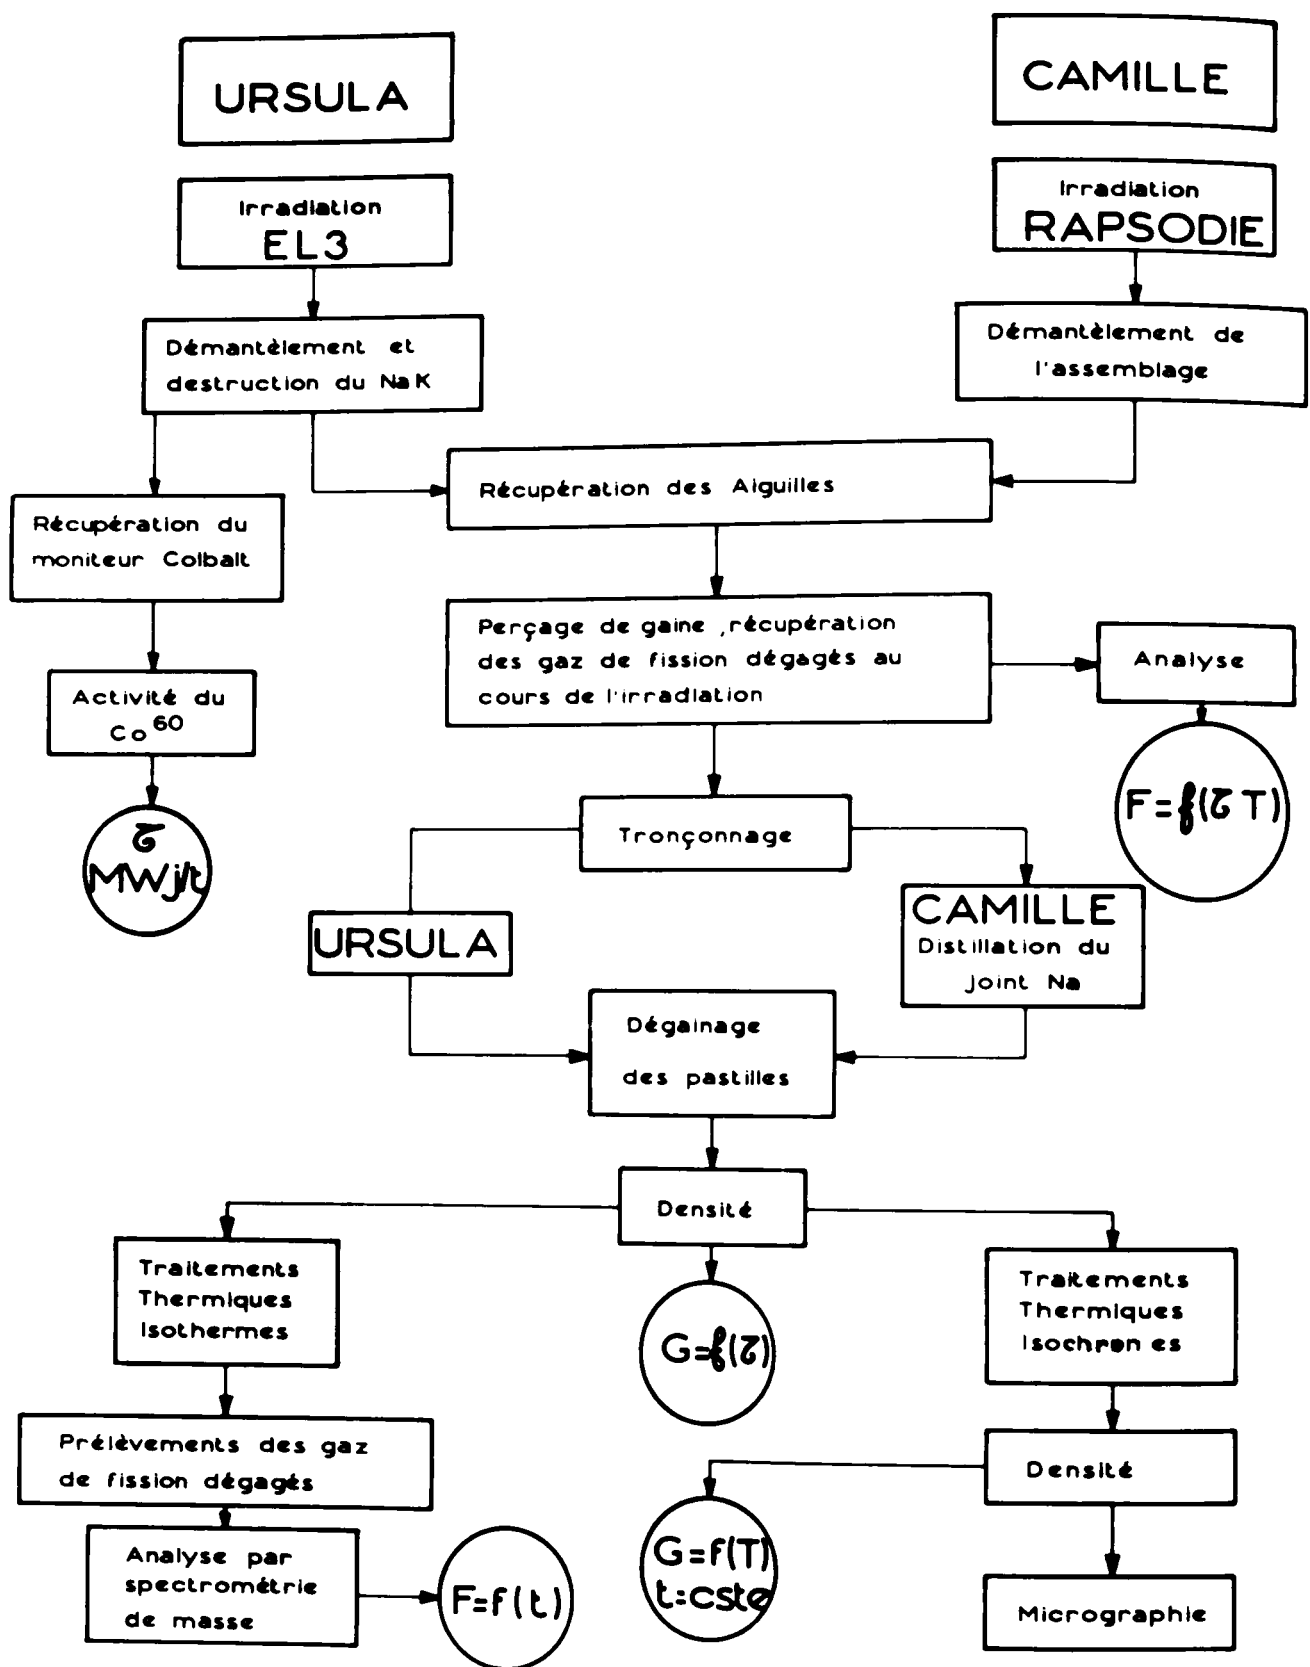 URSULA
CAMILLE
Irradiation
EL3
Irradiation
RAPSODIE
Démantèlement et
destruction du NaK
Démantèlement de
l'assemblage
Récupération des Aiguilles
Récupération du
moniteur Colbalt
Perçage de gaine, récupération
des gaz de fission dégagés au
cours de l'irradiation
Analyse
Activité du
Co⁶⁰
F=f(τ T)
τ
MWj/t
Tronçonnage
URSULA
CAMILLE
Distillation du
joint Na
Dégainage
des pastilles
Densité
Traitements
Thermiques
Isothermes
G=f(τ)
Traitements
Thermiques
Isochrones
Prélèvements des gaz
de fission dégagés
Densité
Analyse par
spectrométrie
de masse
F=f(t)
G=f(T)
t=cste
Micrographie